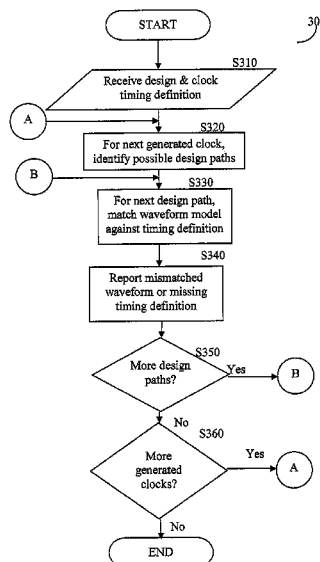 START
30
S310
Receive design & clock
timing definition
A
S320
For next generated clock,
identify possible design paths
B
S330
For next design path,
match waveform model
against timing definition
S340
Report mismatched
waveform or missing
timing definition
S350
More design
paths?
Yes
B
No
S360
More
generated
clocks?
Yes
A
No
END